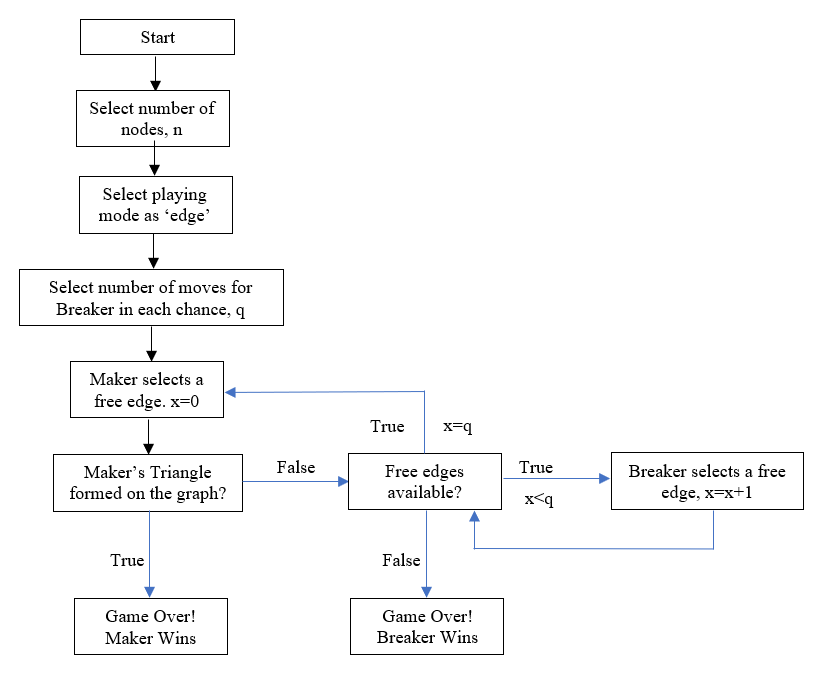 Start
Select number of
nodes, n
Select playing
mode as ‘edge’
Select number of moves for
Breaker in each chance, q
Maker selects a
free edge. x=0
True
x=q
Maker’s Triangle
formed on the graph?
False
Free edges
available?
True
x<q
Breaker selects a free
edge, x=x+1
True
False
Game Over!
Maker Wins
Game Over!
Breaker Wins